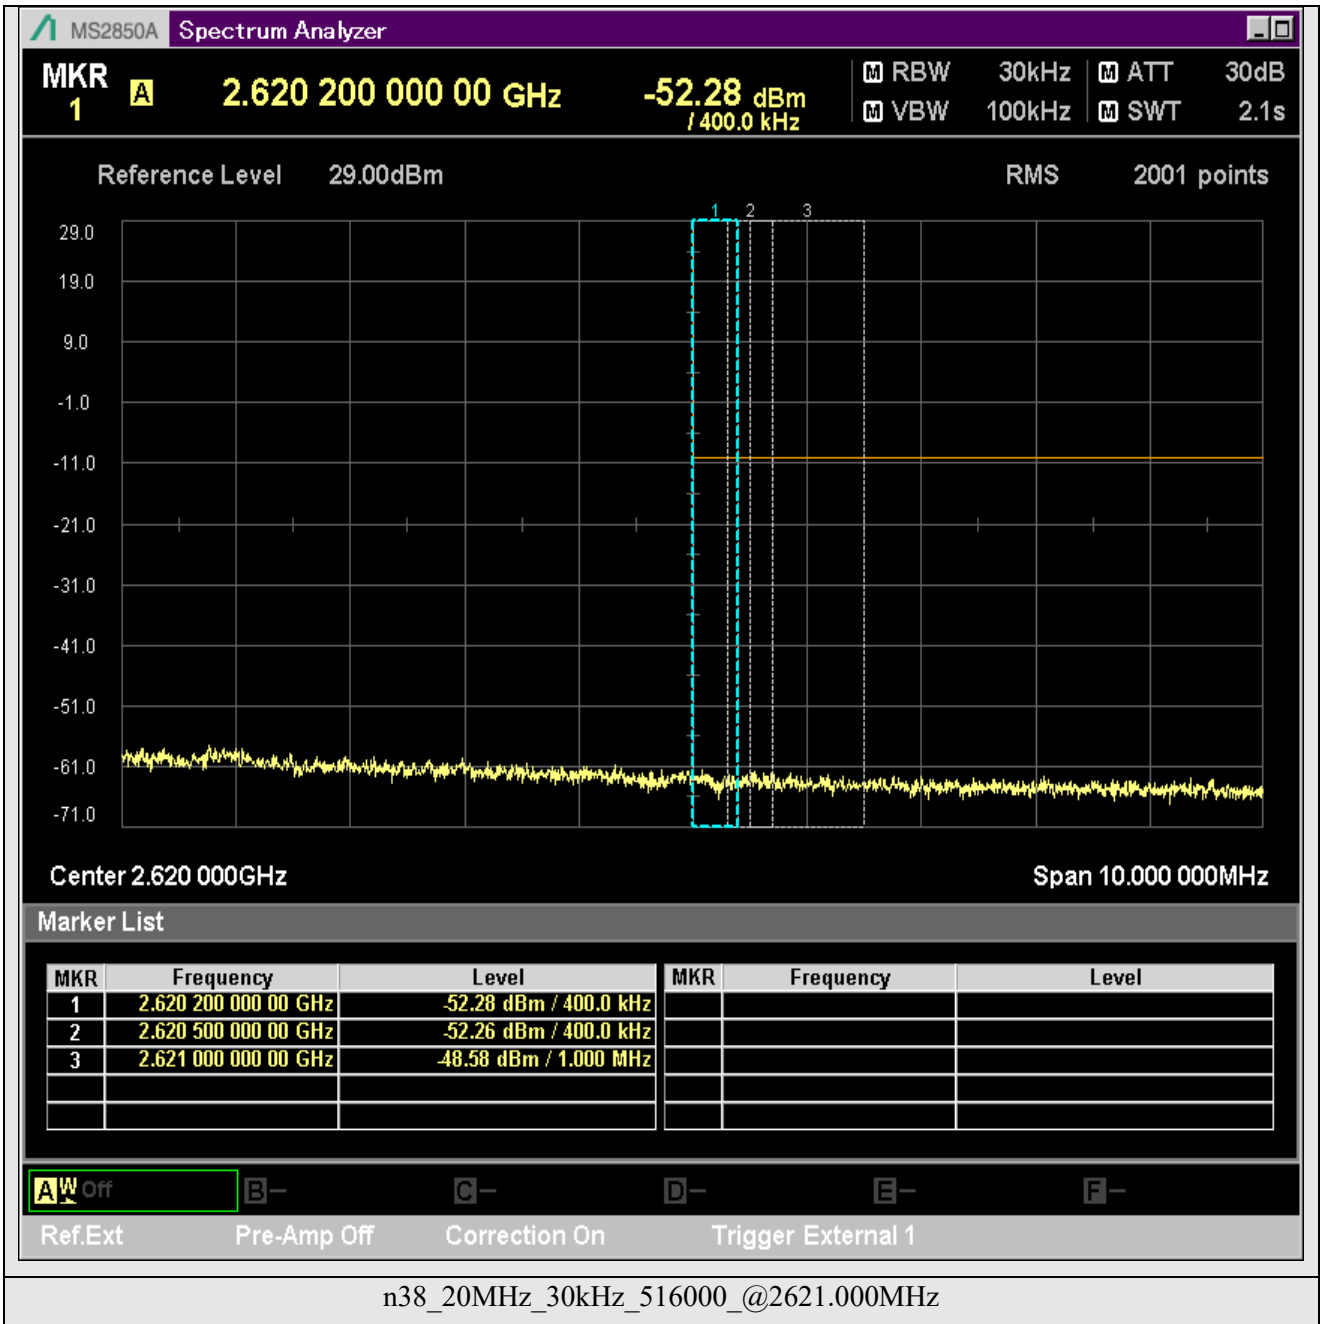 MS2850A Spectrum Analyzer
MKR 1 A 2.620 200 000 00 GHz -52.28 dBm / 400.0 kHz
M RBW 30kHz M ATT 30dB
M VBW 100kHz M SWT 2.1s
Reference Level 29.00dBm RMS 2001 points
1 2 3
29.0
19.0
9.0
-1.0
-11.0
-21.0
-31.0
-41.0
-51.0
-61.0
-71.0
Center 2.620 000GHz Span 10.000 000MHz
Marker List
MKR Frequency Level MKR Frequency Level
1 2.620 200 000 00 GHz -52.28 dBm / 400.0 kHz
2 2.620 500 000 00 GHz -52.26 dBm / 400.0 kHz
3 2.621 000 000 00 GHz -48.58 dBm / 1.000 MHz
A W Off B - C - D - E - F -
Ref.Ext Pre-Amp Off Correction On Trigger External 1
n38_20MHz_30kHz_516000_@2621.000MHz